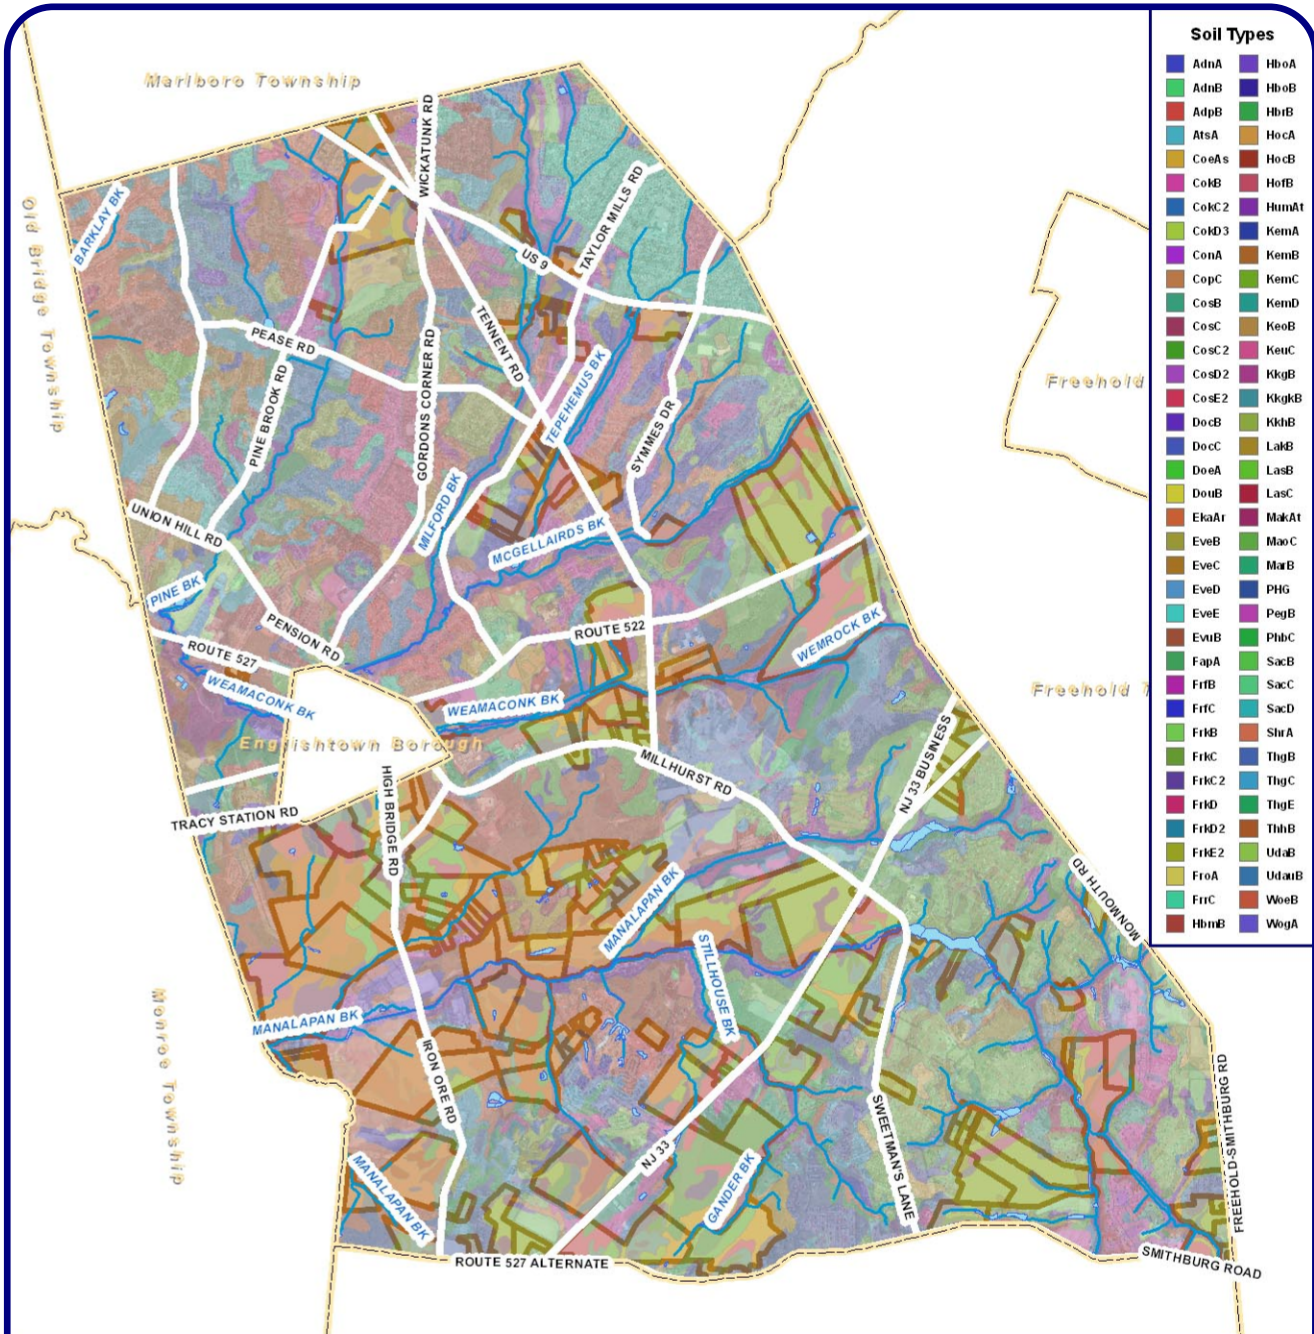 Soil Types
AdnA
AdnB
AdpB
AtsA
CoeAs
CokB
CokC2
CokD3
ConA
CopC
CosB
CosC
CosC2
CosD2
CosE2
DocB
DocC
DoeA
DouB
EkaAr
EveB
EveC
EveD
EveE
EvuB
FapA
FrfB
FrfC
FrkB
FrkC
FrkC2
FrkD
FrkD2
FrkE2
FroA
FrrC
HbmB
HboA
HboB
HbrB
HocA
HocB
HofB
HumAt
KemA
KemB
KemC
KemD
KeoB
KeuC
KkgB
KkgkB
KkhB
LakB
LasB
LasC
MakAt
MaoC
MarB
PHG
PegB
PhbC
SacB
SacC
SacD
ShrA
ThgB
ThgC
ThgE
ThhB
UdaB
UdauB
WoeB
WogA
Marlboro Township
Old Bridge Township
BARKLAY BK
WICKATUNK RD
TAYLOR MILLS RD
US 9
PEASE RD
TENNENT RD
GORDONS CORNER RD
PINE BROOK RD
TEPEHEMUS BK
SYMMES DR
Freehold
UNION HILL RD
MILFORD BK
MCGELLAIRDS BK
PINE BK
PENSION RD
ROUTE 522
ROUTE 527
WEMROCK BK
WEAMACONK BK
WEAMACONK BK
Freehold T
Englishtown Borough
MILLHURST RD
NJ 33 BUSINESS
HIGH BRIDGE RD
TRACY STATION RD
MANALAPAN BK
MONMOUTH RD
STILLHOUSE BK
MANALAPAN BK
Monroe Township
IRON ORE RD
FREEHOLD-SMITHBURG RD
SWEETMAN'S LANE
NJ 33
MANALAPAN BK
GANDER BK
ROUTE 527 ALTERNATE
SMITHBURG ROAD